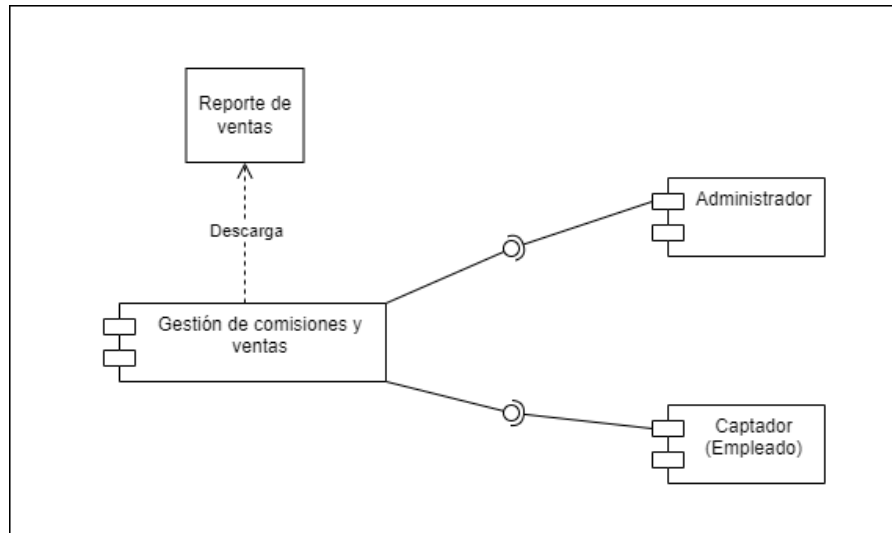 Reporte de
ventas
Administrador
Descarga
Gestión de comisiones y
ventas
Captador
(Empleado)